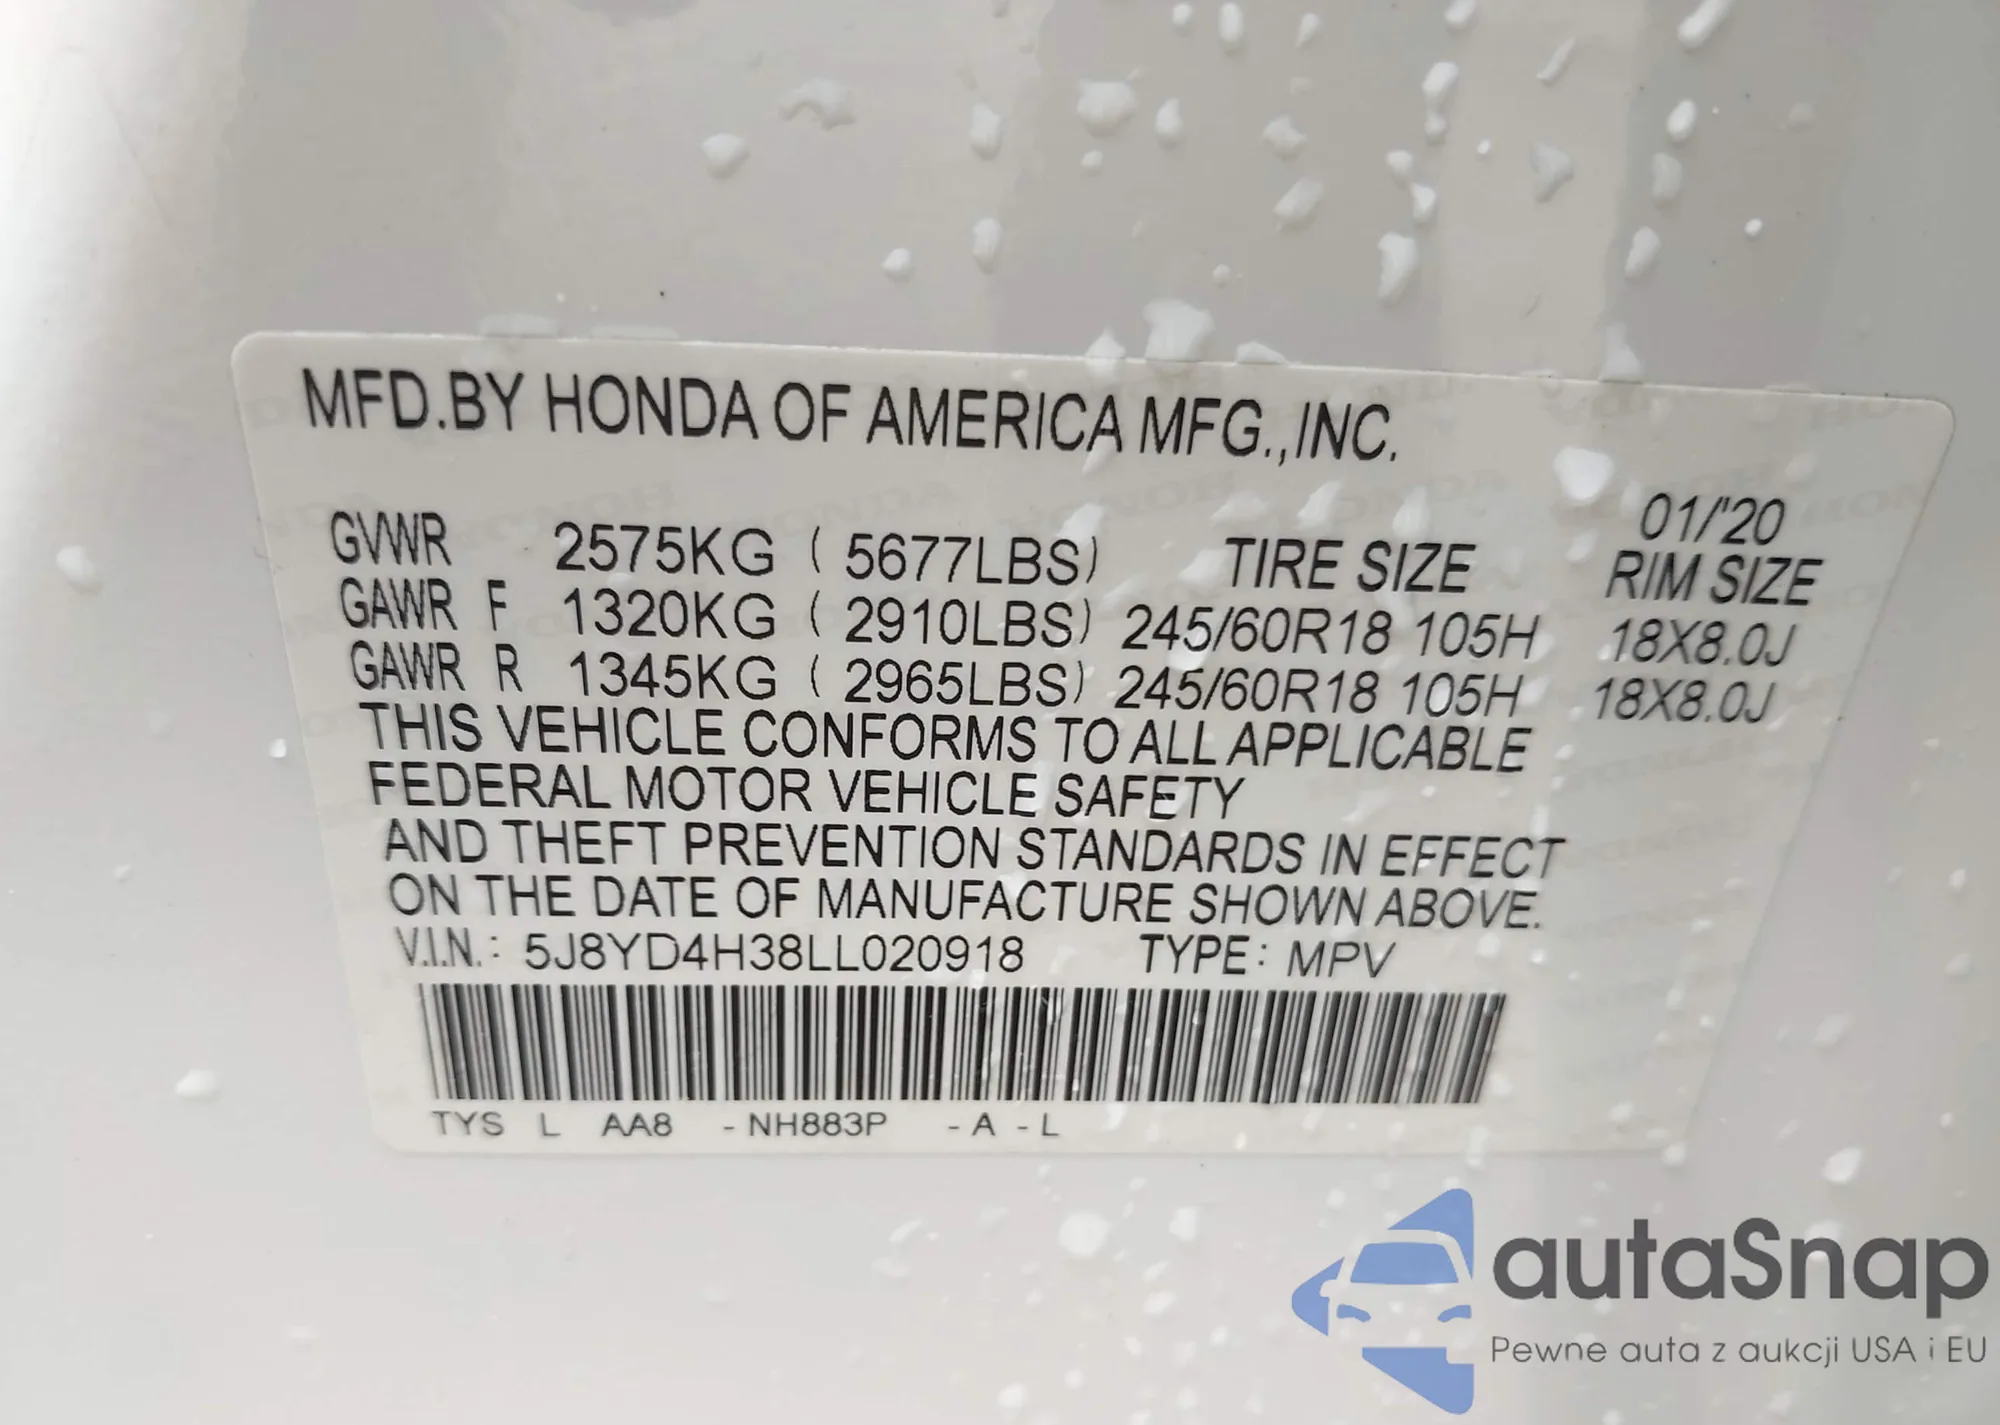 MFD.BY HONDA OF AMERICA MFG.,INC.
01/'20
GVWR 2575KG ( 5677LBS) TIRE SIZE RIM SIZE
GAWR F 1320KG ( 2910LBS) 245/60R18 105H 18X8.0J
GAWR R 1345KG ( 2965LBS) 245/60R18 105H 18X8.0J
THIS VEHICLE CONFORMS TO ALL APPLICABLE
FEDERAL MOTOR VEHICLE SAFETY
AND THEFT PREVENTION STANDARDS IN EFFECT
ON THE DATE OF MANUFACTURE SHOWN ABOVE.
V.I.N.: 5J8YD4H38LL020918 TYPE: MPV
TYS L AA8 - NH883P - A - L
autaSnap
Pewne auta z aukcji USA i EU